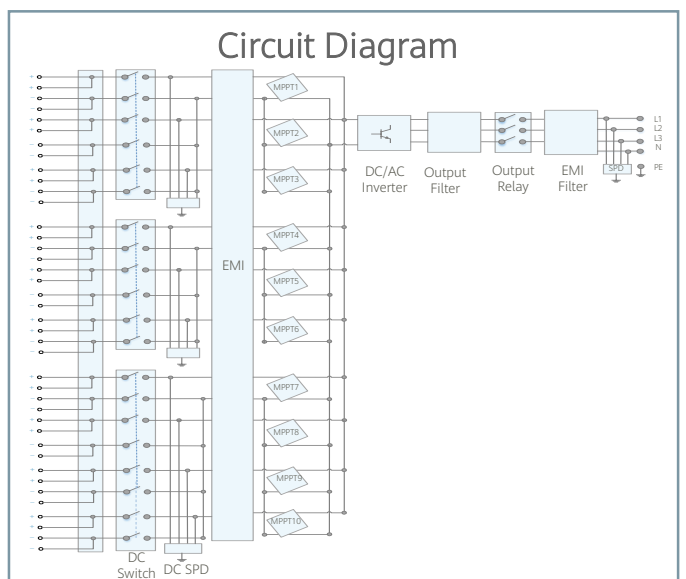 Circuit Diagram
MPPT1
MPPT2
MPPT3
MPPT4
MPPT5
MPPT6
MPPT7
MPPT8
MPPT9
MPPT10
EMI
DC/AC
Inverter
Output
Filter
Output
Relay
EMI
Filter
SPD
L1
L2
L3
N
PE
DC
Switch
DC SPD